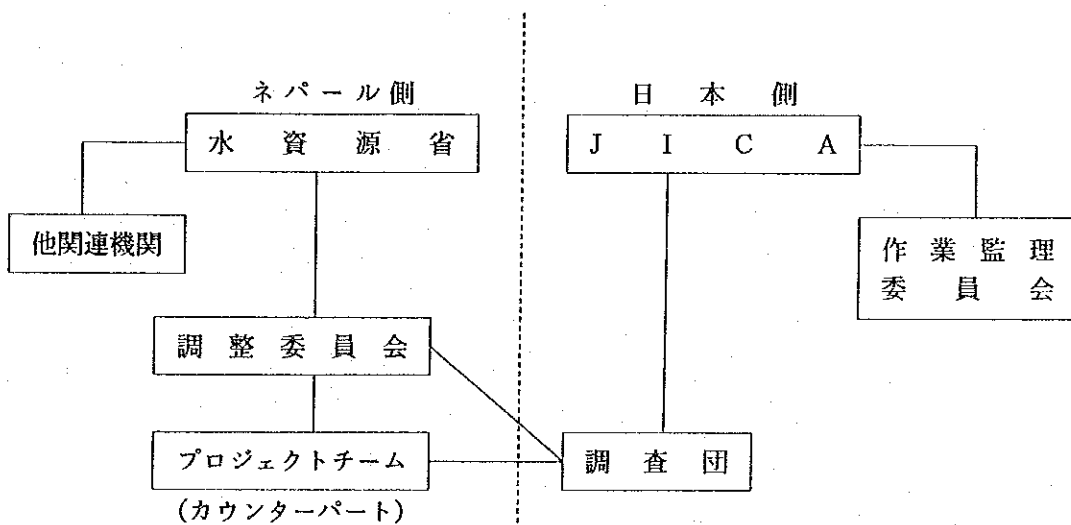 ネパール側
水資源省
他関連機関
調整委員会
プロジェクトチーム
(カウンターパート)
日本側
JICA
作業監理
委員会
調査団